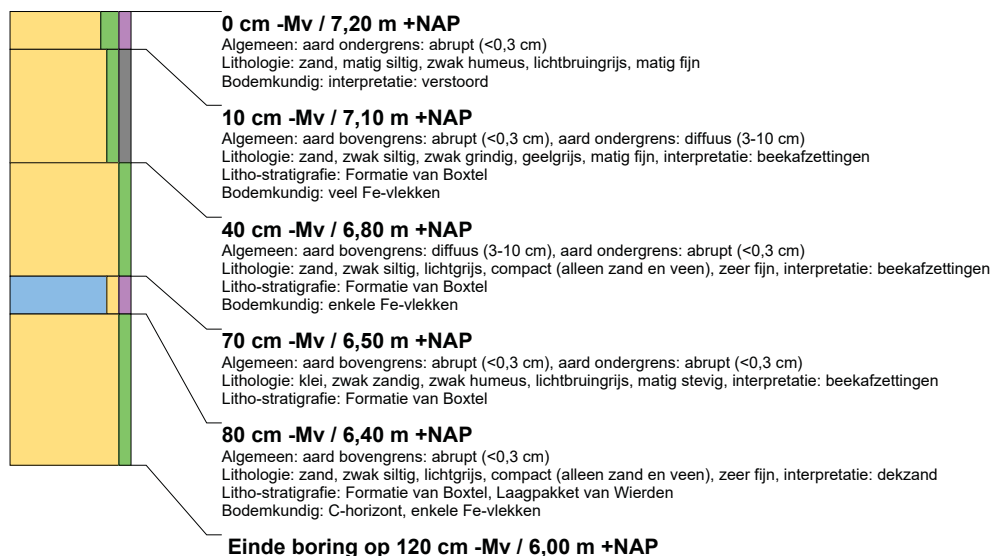 0 cm -Mv / 7,20 m +NAP
Algemeen: aard ondergrens: abrupt (<0,3 cm)
Lithologie: zand, matig siltig, zwak humeus, lichtbruingrijs, matig fijn
Bodemkundig: interpretatie: verstoord
10 cm -Mv / 7,10 m +NAP
Algemeen: aard bovengrens: abrupt (<0,3 cm), aard ondergrens: diffuus (3-10 cm)
Lithologie: zand, zwak siltig, zwak grindig, geelgrijs, matig fijn, interpretatie: beekafzettingen
Litho-stratigrafie: Formatie van Boxtel
Bodemkundig: veel Fe-vlekken
40 cm -Mv / 6,80 m +NAP
Algemeen: aard bovengrens: diffuus (3-10 cm), aard ondergrens: abrupt (<0,3 cm)
Lithologie: zand, zwak siltig, lichtgrijs, compact (alleen zand en veen), zeer fijn, interpretatie: beekafzettingen
Litho-stratigrafie: Formatie van Boxtel
Bodemkundig: enkele Fe-vlekken
70 cm -Mv / 6,50 m +NAP
Algemeen: aard bovengrens: abrupt (<0,3 cm), aard ondergrens: abrupt (<0,3 cm)
Lithologie: klei, zwak zandig, zwak humeus, lichtbruingrijs, matig stevig, interpretatie: beekafzettingen
Litho-stratigrafie: Formatie van Boxtel
80 cm -Mv / 6,40 m +NAP
Algemeen: aard bovengrens: abrupt (<0,3 cm)
Lithologie: zand, zwak siltig, lichtgrijs, compact (alleen zand en veen), zeer fijn, interpretatie: dekzand
Litho-stratigrafie: Formatie van Boxtel, Laagpakket van Wierden
Bodemkundig: C-horizont, enkele Fe-vlekken
Einde boring op 120 cm -Mv / 6,00 m +NAP